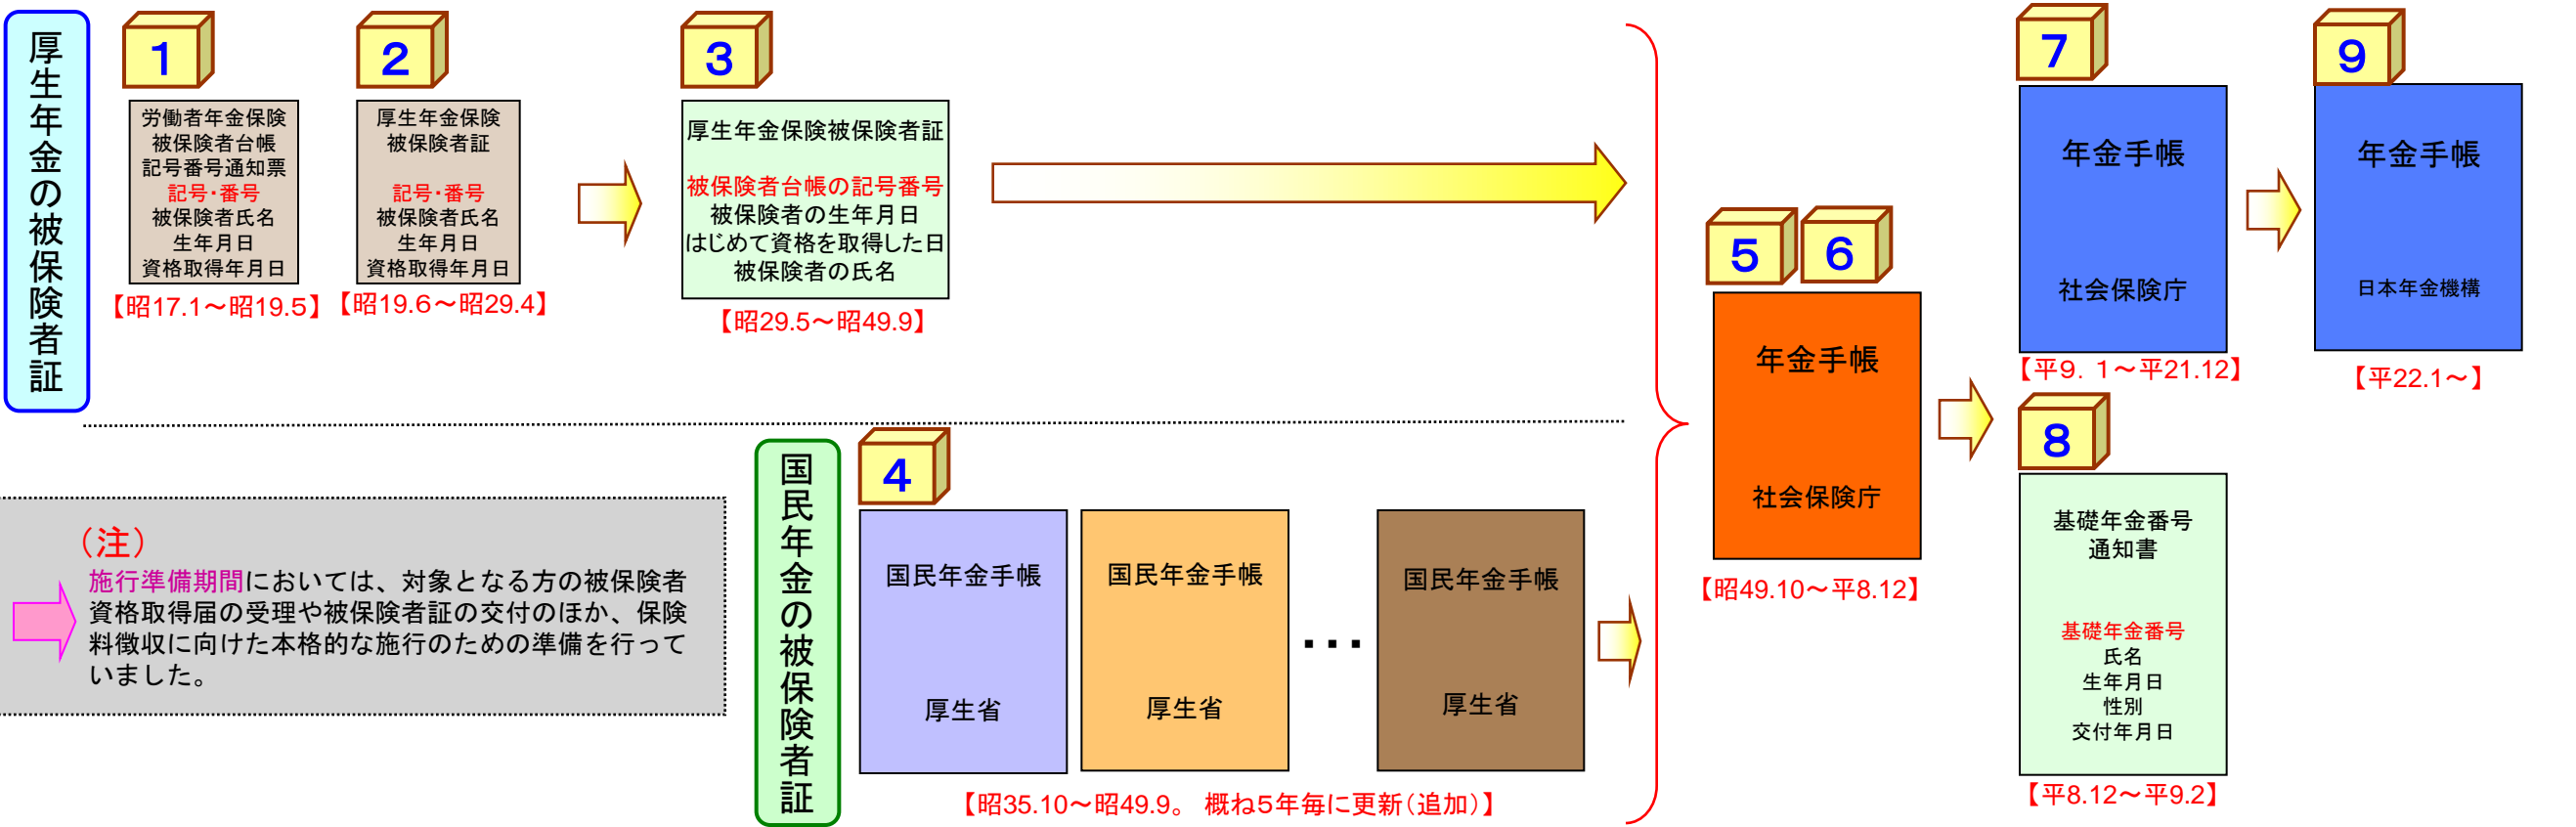 厚生年金の被保険者証
1
労働者年金保険
被保険者台帳
記号番号通知票
記号・番号
被保険者氏名
生年月日
資格取得年月日
【昭17.1～昭19.5】
2
厚生年金保険
被保険者証
記号・番号
被保険者氏名
生年月日
資格取得年月日
【昭19.6～昭29.4】
3
厚生年金保険被保険者証
被保険者台帳の記号番号
被保険者の生年月日
はじめて資格を取得した日
被保険者の氏名
【昭29.5～昭49.9】
(注)
施行準備期間においては、対象となる方の被保険者
資格取得届の受理や被保険者証の交付のほか、保険
料徴収に向けた本格的な施行のための準備を行って
いました。
国民年金の被保険者証
4
国民年金手帳
厚生省
国民年金手帳
厚生省
・・・
国民年金手帳
厚生省
【昭35.10～昭49.9。 概ね5年毎に更新(追加)】
5
6
年金手帳
社会保険庁
【昭49.10～平8.12】
7
年金手帳
社会保険庁
【平9．1～平21.12】
8
基礎年金番号
通知書
基礎年金番号
氏名
生年月日
性別
交付年月日
【平8.12～平9.2】
9
年金手帳
日本年金機構
【平22.1～】